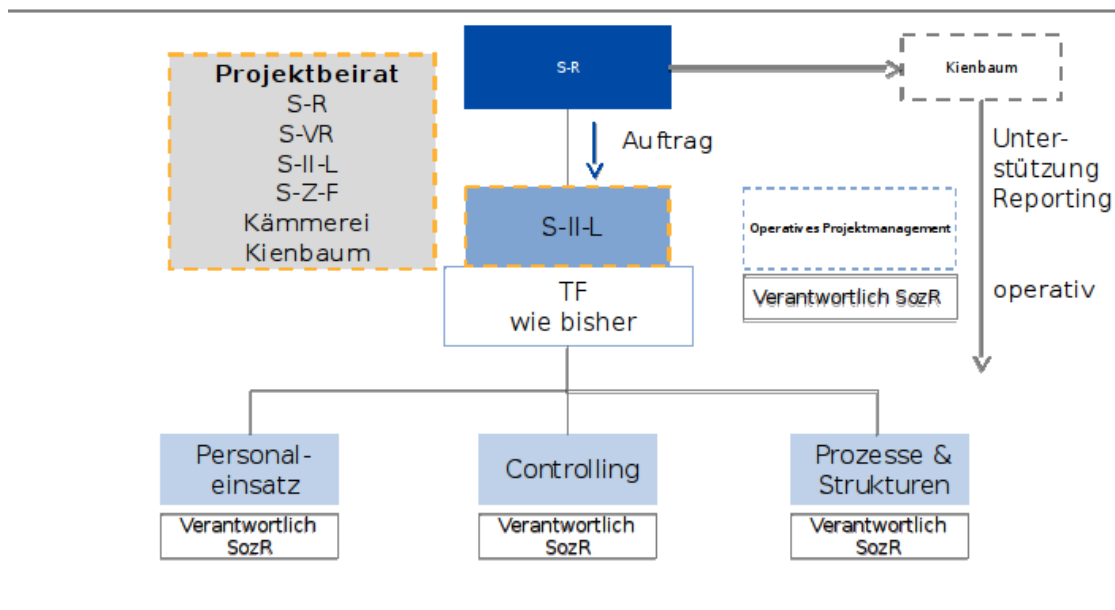 Projektbeirat
S-R
S-VR
S-II-L
S-Z-F
Kämmerei
Kienbaum
S-R
Kienbaum
Auftrag
Unter-
stützung
Reporting
operativ
S-II-L
TF
wie bisher
Operatives Projektmanagement
Verantwortlich SozR
Personal-
einsatz
Verantwortlich
SozR
Controlling
Verantwortlich
SozR
Prozesse &
Strukturen
Verantwortlich
SozR